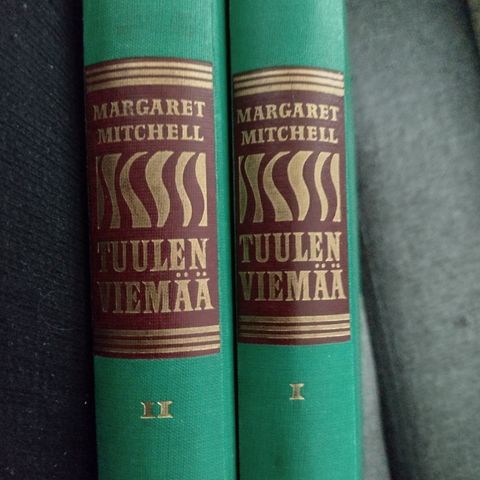 MARGARET
MITCHELL
TUULEN
VIEMÄÄ
II
MARGARET
MITCHELL
TUULEN
VIEMÄÄ
I